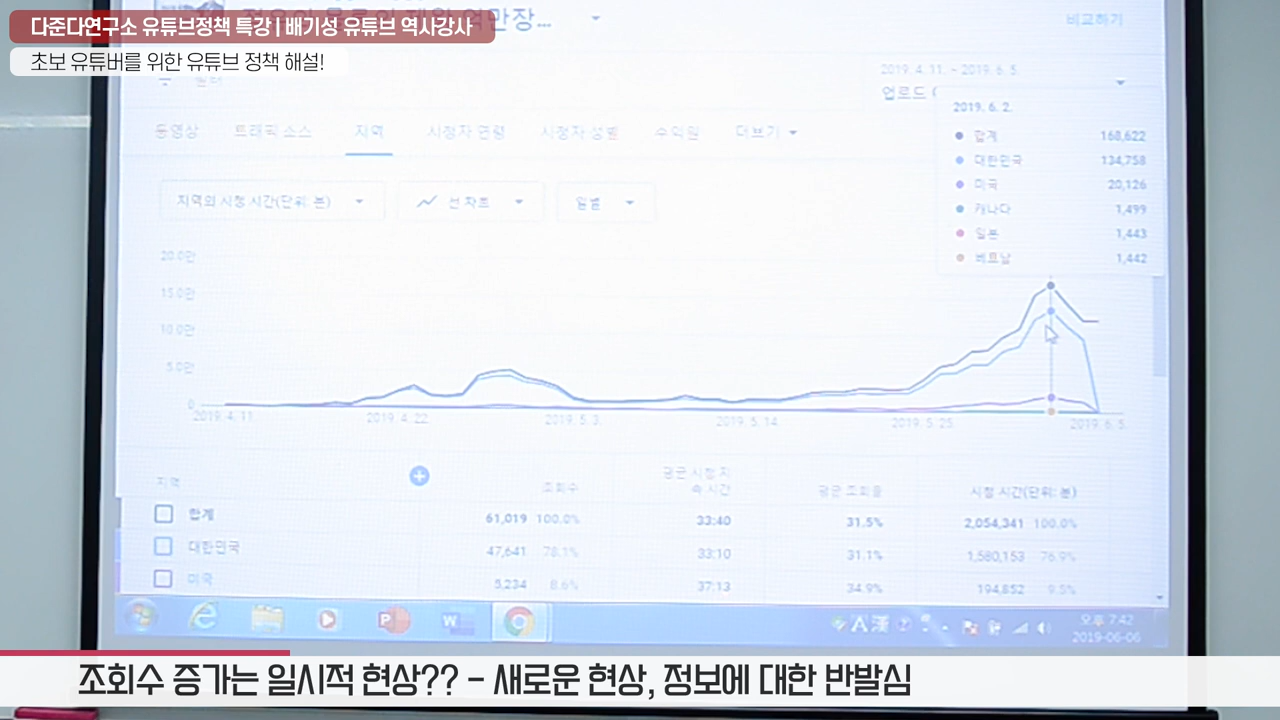 다준다연구소 유튜브정책 특강 | 배기성 유튜브 역사강사
초보 유튜버를 위한 유튜브 정책 해설!
비교하기
필터
2019. 4. 11. ~ 2019. 6. 5.
업로드
동영상 트래픽 소스 지역 시청자 연령 시청자 성별 수익원 더보기
2019. 6. 2.
합계 168,622
대한민국 134,758
미국 20,126
캐나다 1,499
일본 1,443
베트남 1,442
지역의 시청 시간(단위: 분) 선 차트 일별
20.0만
15.0만
10.0만
5.0만
0
2019. 4. 11. 2019. 4. 22. 2019. 5. 3. 2019. 5. 14. 2019. 5. 25. 2019. 6. 5.
지역 조회수 평균 시청 지속 시간 평균 조회율 시청 시간(단위: 분)
합계 61,019 100.0% 33:40 31.5% 2,054,341 100.0%
대한민국 47,641 78.1% 33:10 31.1% 1,580,153 76.9%
미국 5,234 8.6% 37:13 34.9% 194,852 9.5%
A 漢
오후 7:42
2019-06-06
조회수 증가는 일시적 현상?? - 새로운 현상, 정보에 대한 반발심